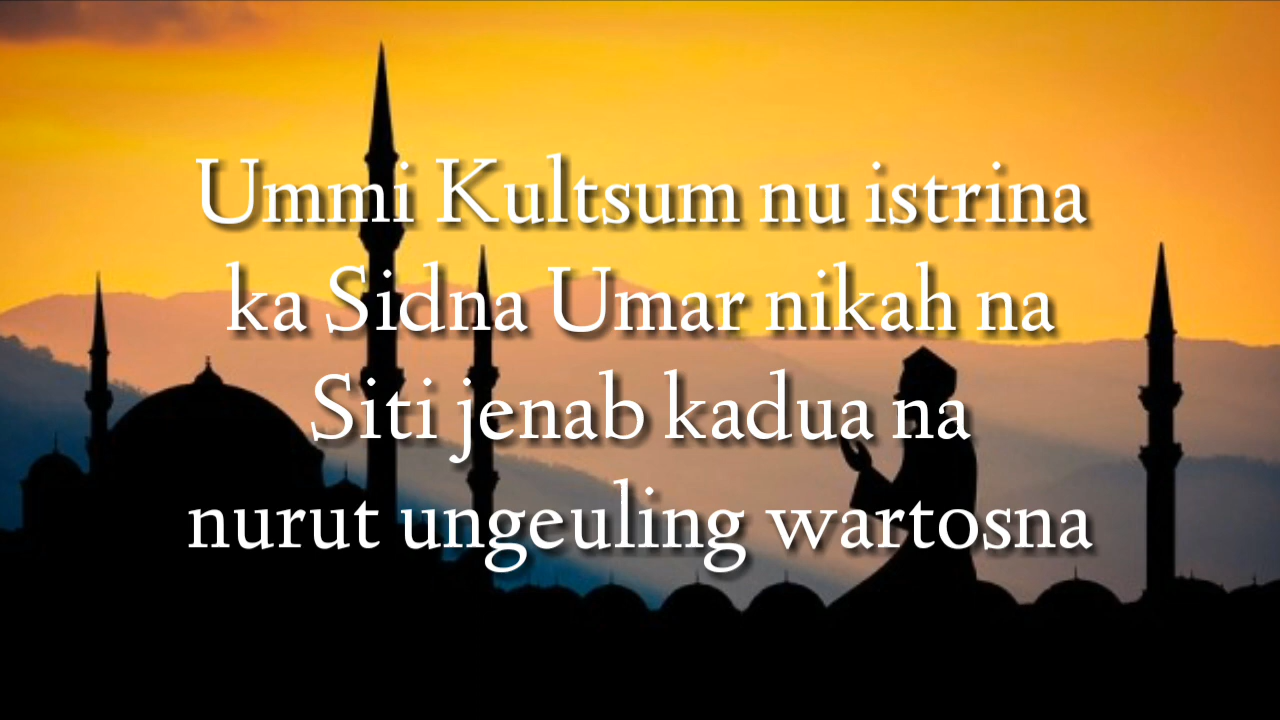 Ummi Kultsum nu istrina
ka Sidna Umar nikah na
Siti jenab kadua na
nurut ungeuling wartosna